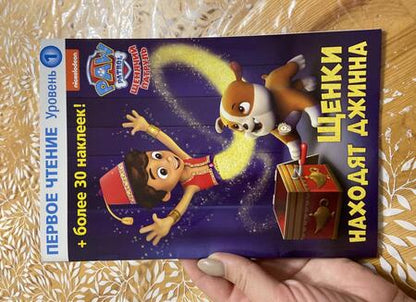 ПЕРВОЕ ЧТЕНИЕ Уровень 1
nickelodeon
PAW
PATROL
ЩЕНЯЧИЙ
ПАТРУЛЬ
+ более 30 наклеек!
ЩЕНКИ
НАХОДЯТ ДЖИННА